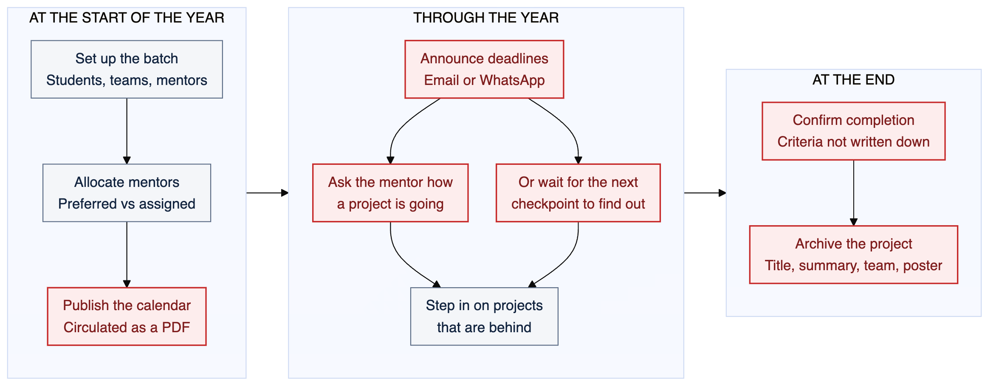 AT THE START OF THE YEAR
Set up the batch
Students, teams, mentors
Allocate mentors
Preferred vs assigned
Publish the calendar
Circulated as a PDF
THROUGH THE YEAR
Announce deadlines
Email or WhatsApp
Ask the mentor how
a project is going
Or wait for the next
checkpoint to find out
Step in on projects
that are behind
AT THE END
Confirm completion
Criteria not written down
Archive the project
Title, summary, team, poster